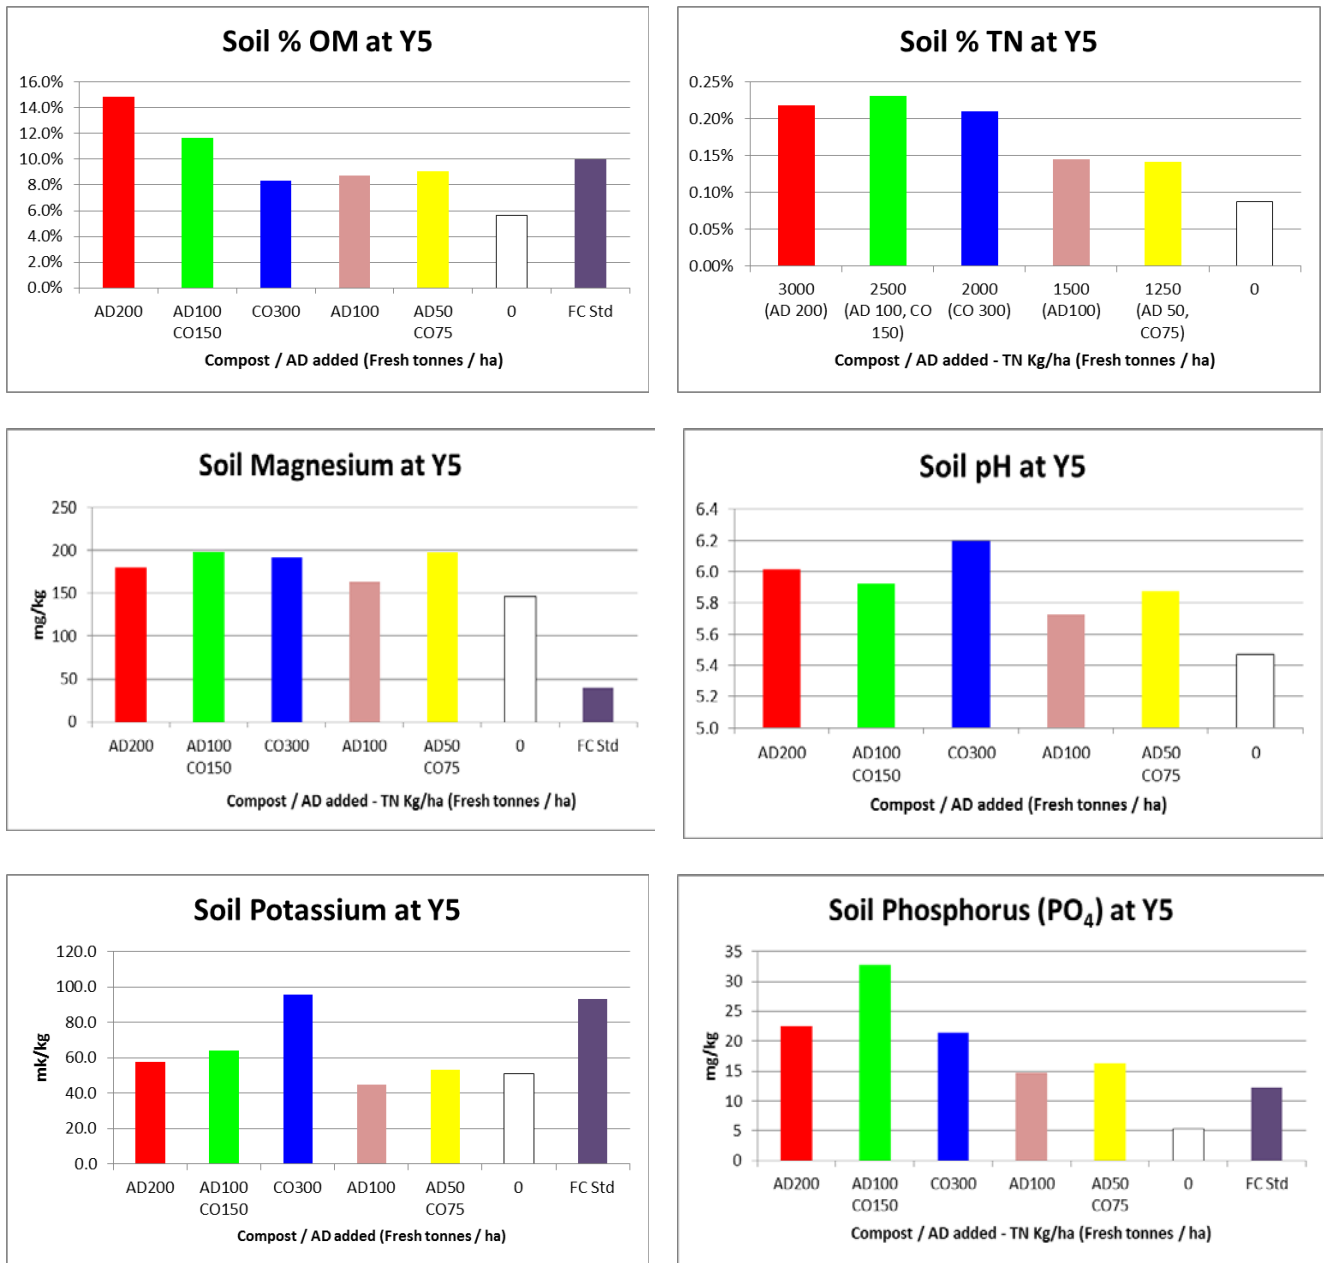 Soil % OM at Y5
16.0%
14.0%
12.0%
10.0%
8.0%
6.0%
4.0%
2.0%
0.0%
AD200 AD100 CO300 AD100 AD50 0 FC Std
CO150 CO75
Compost / AD added (Fresh tonnes / ha)
Soil % TN at Y5
0.25%
0.20%
0.15%
0.10%
0.05%
0.00%
3000 2500 2000 1500 1250 0
(AD 200) (AD 100, CO (CO 300) (AD100) (AD 50,
150) CO75)
Compost / AD added - TN Kg/ha (Fresh tonnes / ha)
Soil Magnesium at Y5
250
200
150
100
50
0
mg/kg
AD200 AD100 CO300 AD100 AD50 0 FC Std
CO150 CO75
Compost / AD added - TN Kg/ha (Fresh tonnes / ha)
Soil pH at Y5
6.4
6.2
6.0
5.8
5.6
5.4
5.2
5.0
AD200 AD100 CO300 AD100 AD50 0
CO150 CO75
Compost / AD added (Fresh tonnes / ha)
Soil Potassium at Y5
120.0
100.0
80.0
60.0
40.0
20.0
0.0
mk/kg
AD200 AD100 CO300 AD100 AD50 0 FC Std
CO150 CO75
Compost / AD added (Fresh tonnes / ha)
Soil Phosphorus (PO₄) at Y5
35
30
25
20
15
10
5
0
mg/kg
AD200 AD100 CO300 AD100 AD50 0 FC Std
CO150 CO75
Compost / AD added - TN Kg/ha (Fresh tonnes / ha)